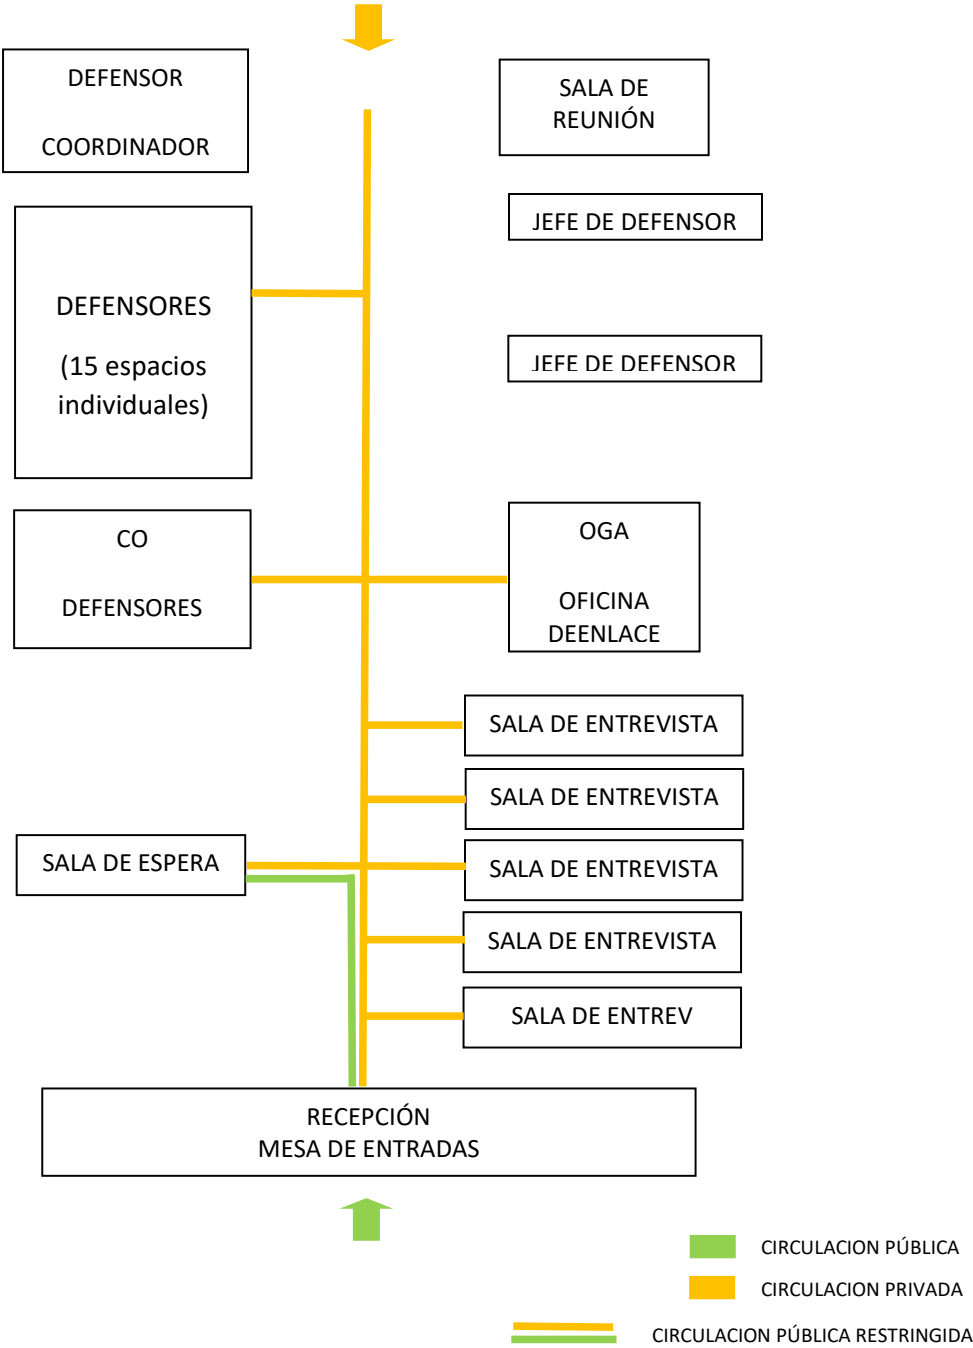 DEFENSOR
COORDINADOR
SALA DE
REUNIÓN
JEFE DE DEFENSOR
DEFENSORES
(15 espacios
individuales)
JEFE DE DEFENSOR
CO
DEFENSORES
OGA
OFICINA
DEENLACE
SALA DE ENTREVISTA
SALA DE ENTREVISTA
SALA DE ESPERA
SALA DE ENTREVISTA
SALA DE ENTREVISTA
SALA DE ENTREV
RECEPCIÓN
MESA DE ENTRADAS
CIRCULACION PÚBLICA
CIRCULACION PRIVADA
CIRCULACION PÚBLICA RESTRINGIDA